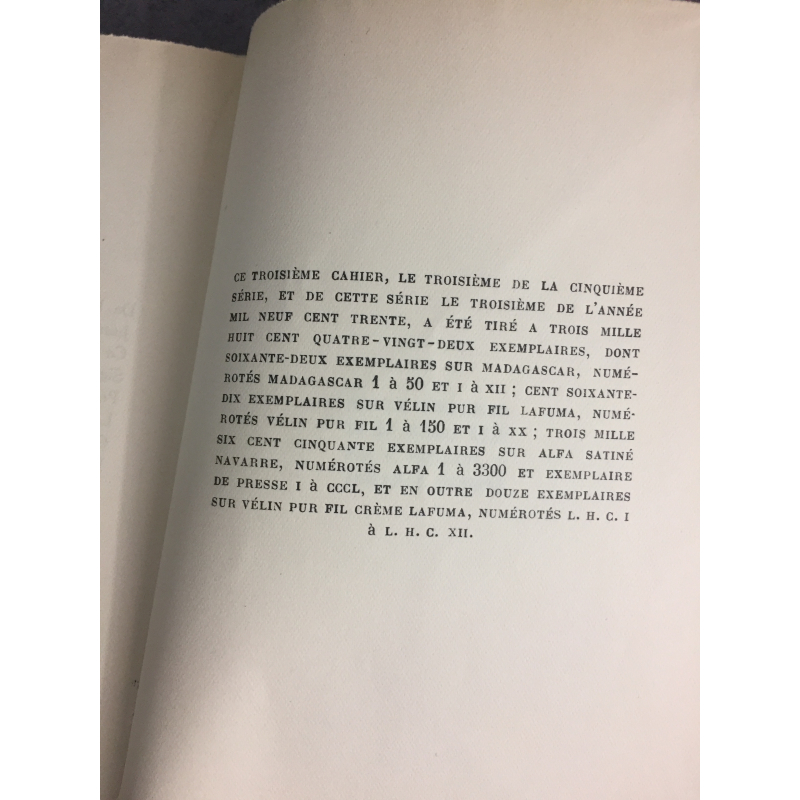 CE TROISIÈME CAHIER, LE TROISIÈME DE LA CINQUIÈME
SÉRIE, ET DE CETTE SÉRIE LE TROISIÈME DE L'ANNÉE
MIL NEUF CENT TRENTE, A ÉTÉ TIRÉ A TROIS MILLE
HUIT CENT QUATRE-VINGT-DEUX EXEMPLAIRES, DONT
SOIXANTE-DEUX EXEMPLAIRES SUR MADAGASCAR, NUMÉ-
ROTÉS MADAGASCAR 1 à 50 ET I à XII ; CENT SOIXANTE-
DIX EXEMPLAIRES SUR VÉLIN PUR FIL LAFUMA, NUMÉ-
ROTÉS VÉLIN PUR FIL 1 à 150 ET I à XX ; TROIS MILLE
SIX CENT CINQUANTE EXEMPLAIRES SUR ALFA SATINÉ
NAVARRE, NUMÉROTÉS ALFA 1 à 3300 ET EXEMPLAIRE
DE PRESSE I à CCCL, ET EN OUTRE DOUZE EXEMPLAIRES
SUR VÉLIN PUR FIL CRÈME LAFUMA, NUMÉROTÉS L. H. C. I
à L. H. C. XII.